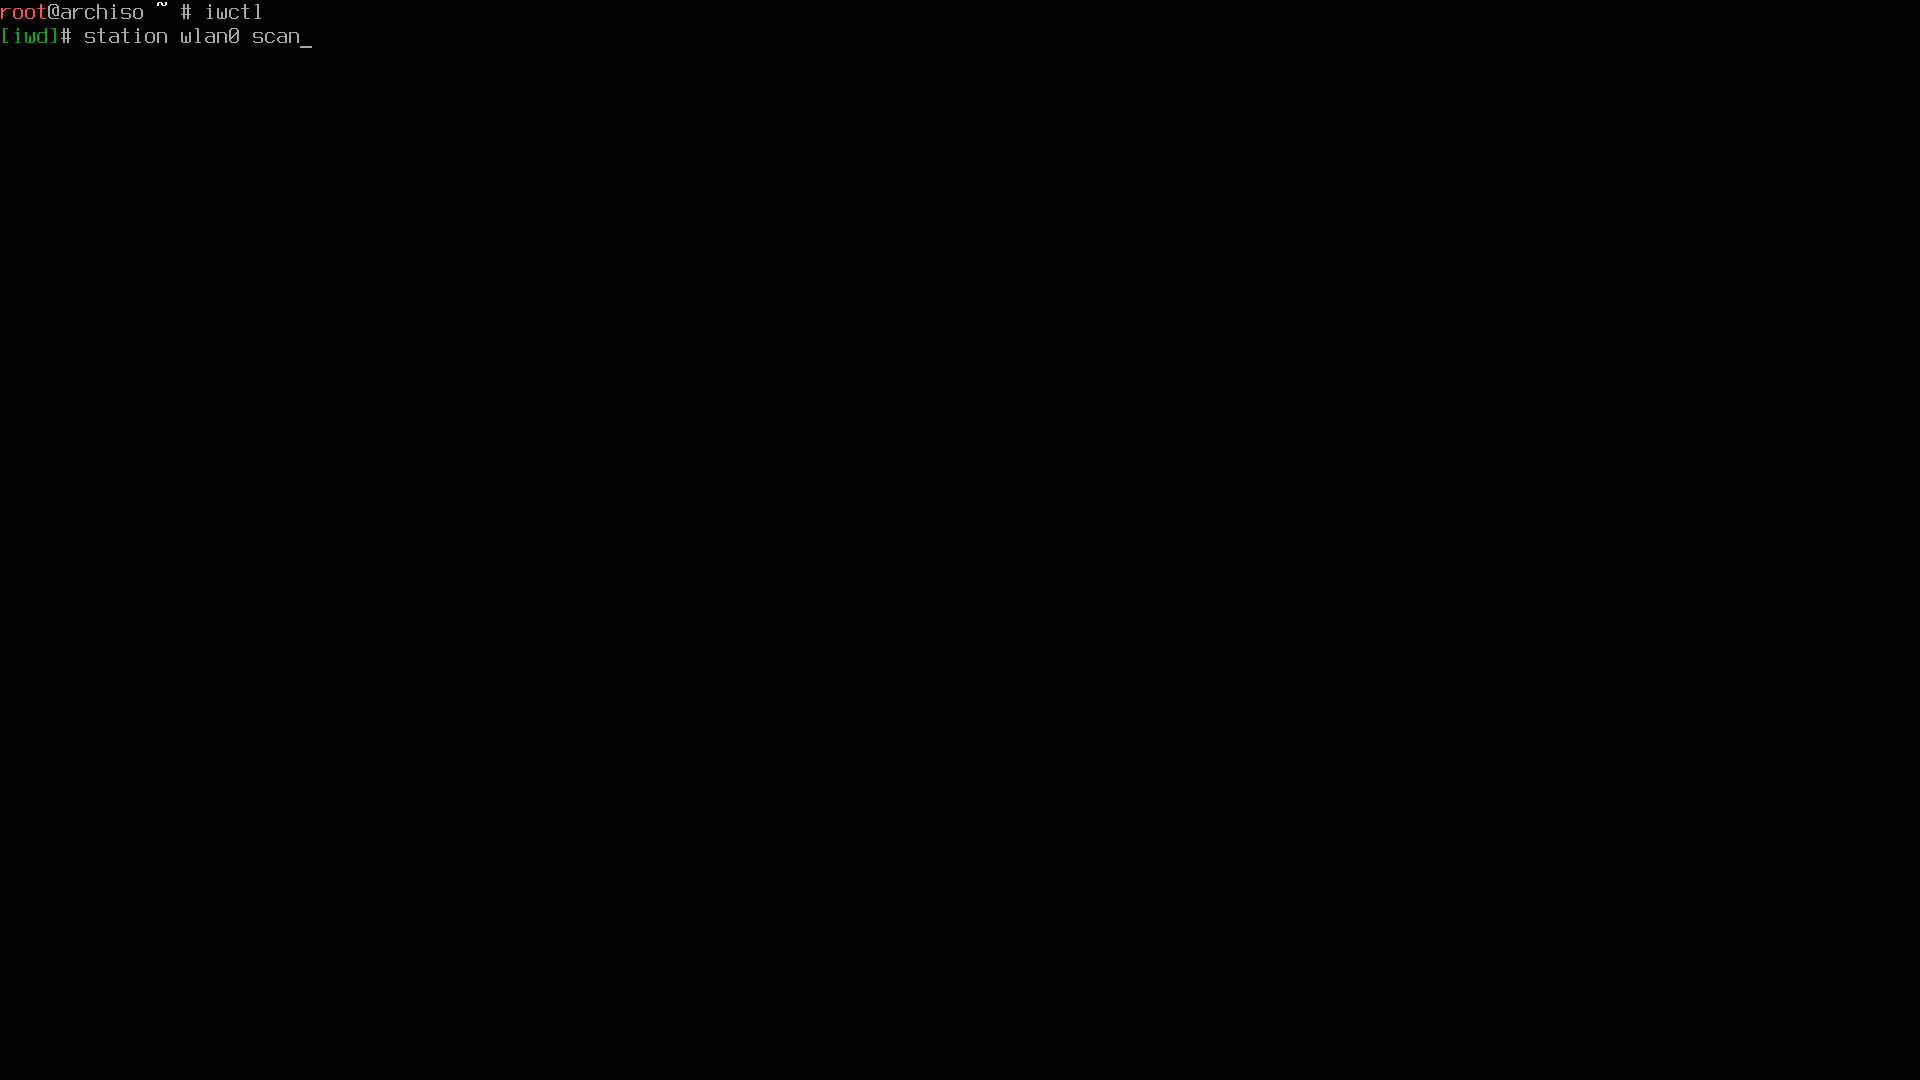 root@archiso ~ # iwctl
[iwd]# station wlan0 scan_